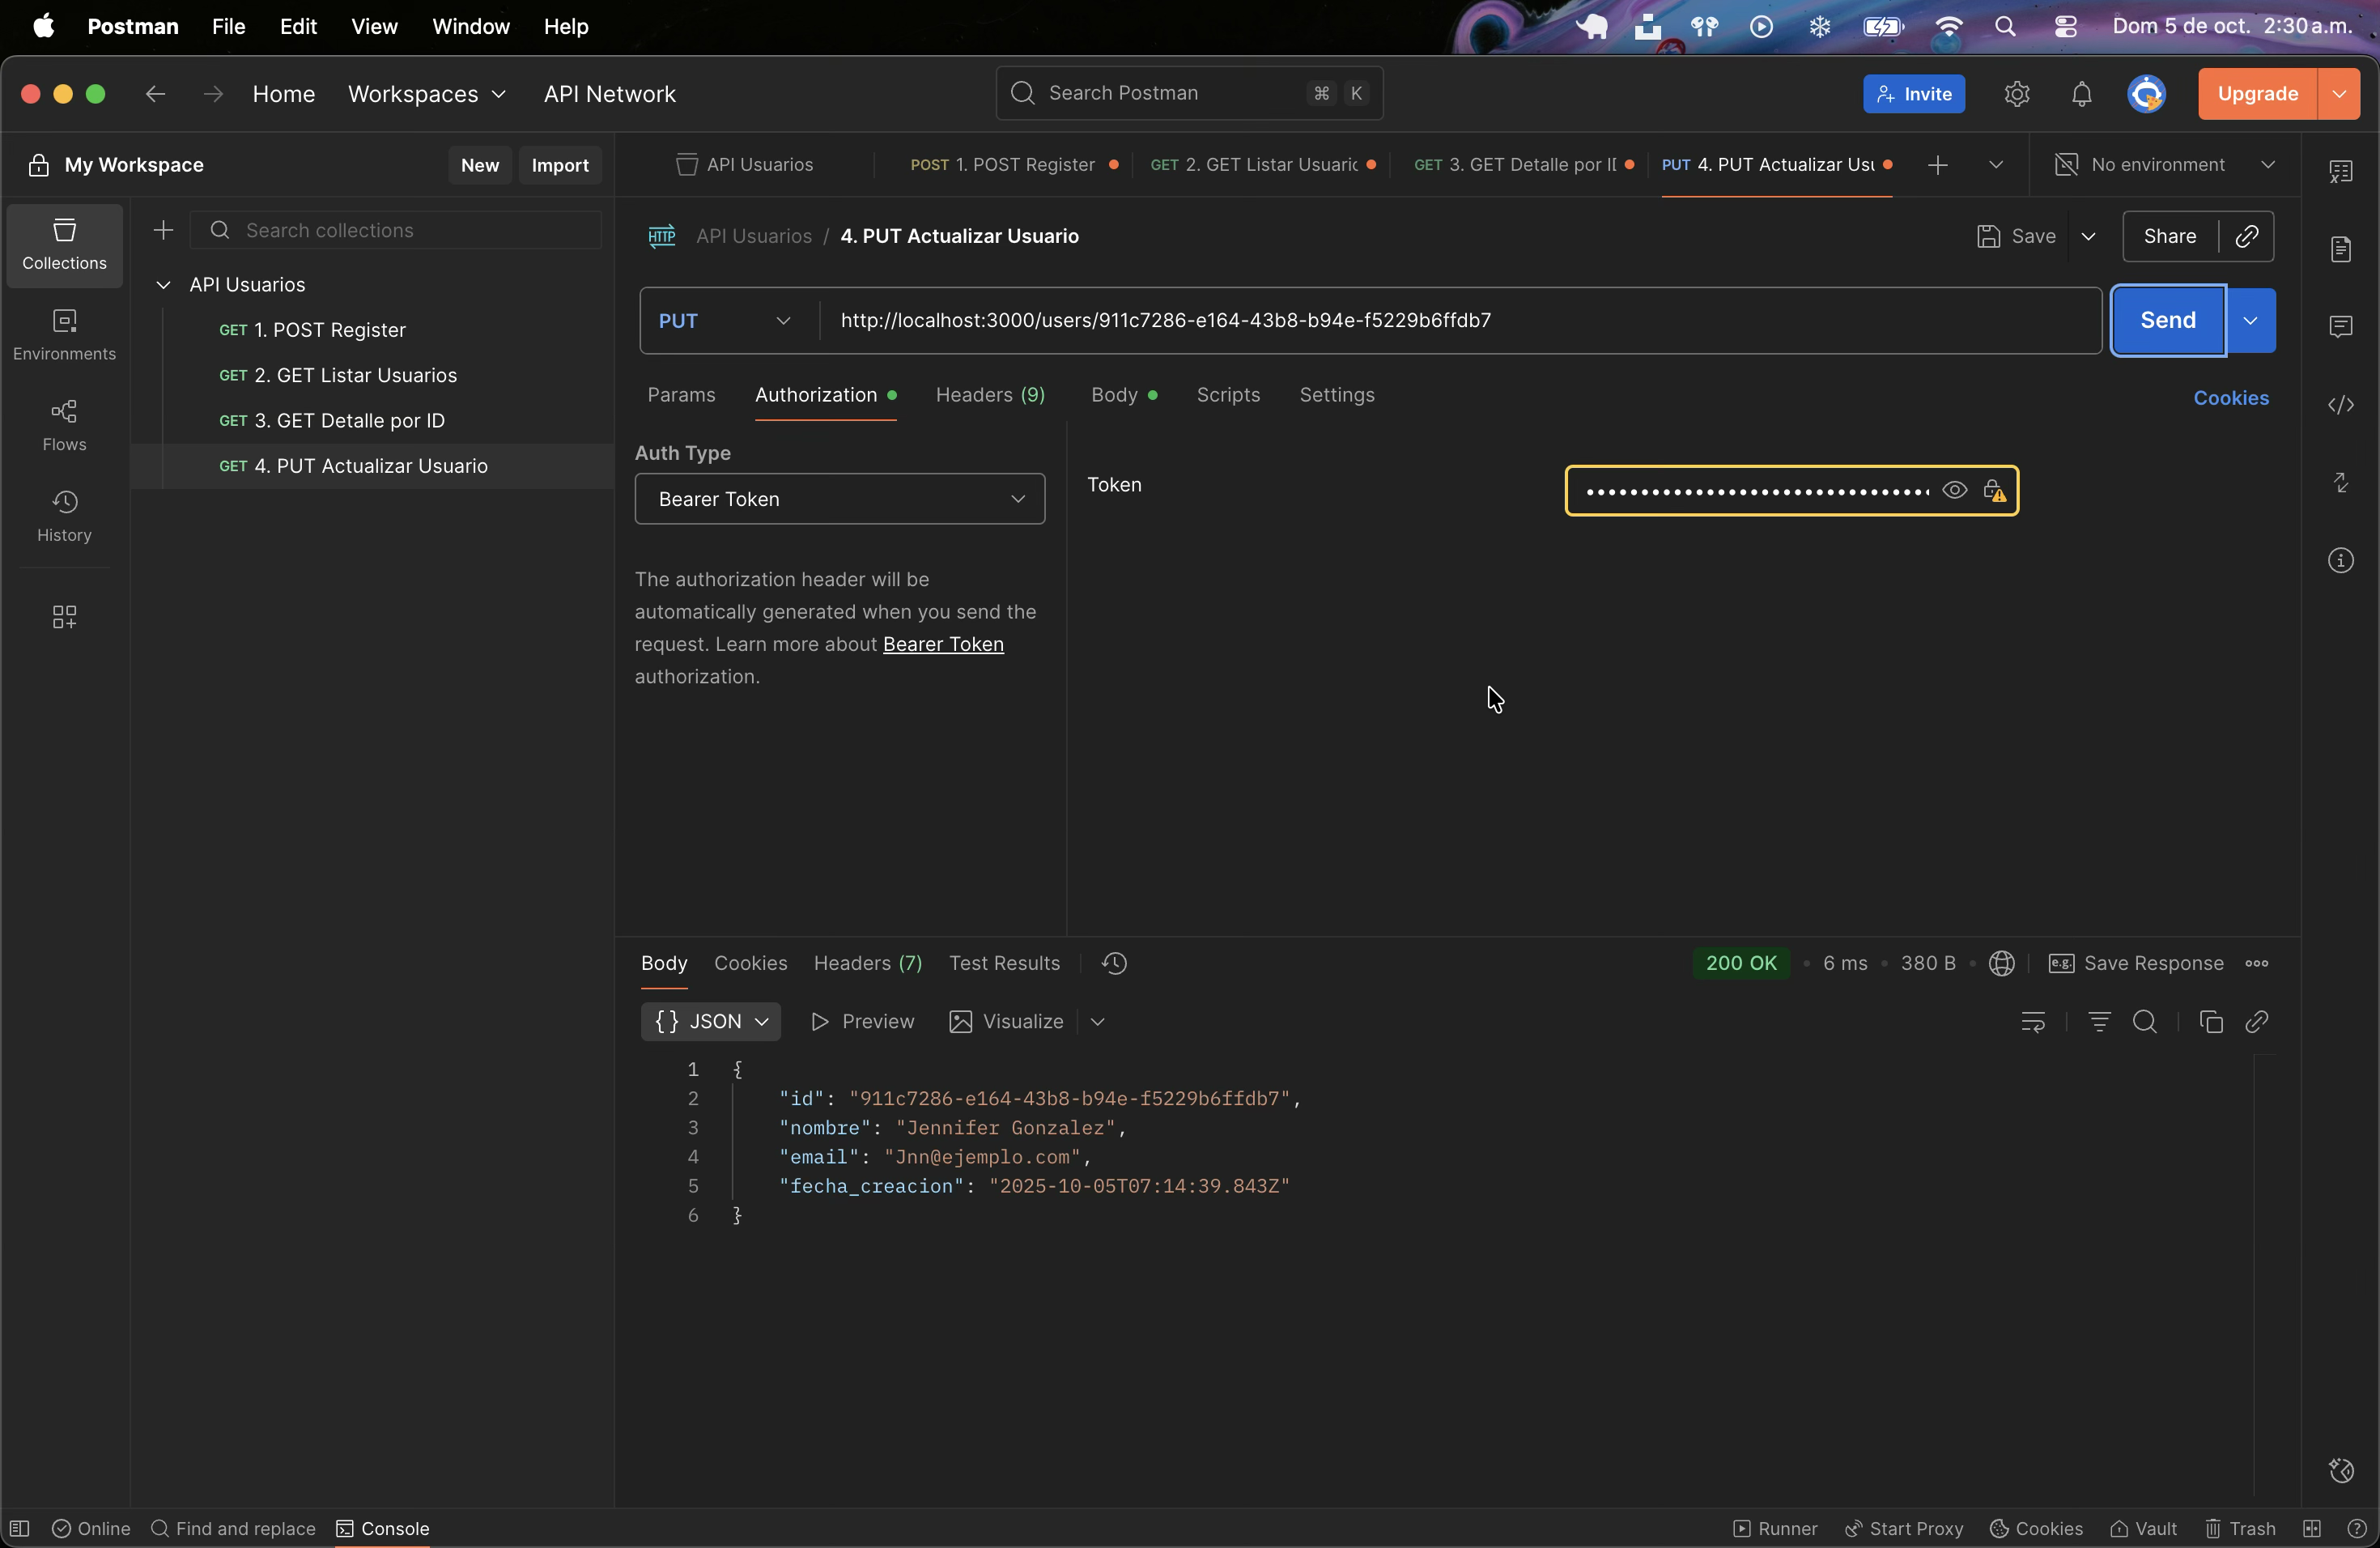 Postman File Edit View Window Help Dom 5 de oct. 2:30 a.m.
Home Workspaces API Network Search Postman ⌘ K Invite Upgrade
My Workspace New Import API Usuarios POST 1. POST Register GET 2. GET Listar Usuaric GET 3. GET Detalle por II PUT 4. PUT Actualizar Usu No environment
Collections
Environments
Flows
History
Search collections
API Usuarios
GET 1. POST Register
GET 2. GET Listar Usuarios
GET 3. GET Detalle por ID
GET 4. PUT Actualizar Usuario
HTTP API Usuarios / 4. PUT Actualizar Usuario Save Share
PUT http://localhost:3000/users/911c7286-e164-43b8-b94e-f5229b6ffdb7 Send
Params Authorization Headers (9) Body Scripts Settings Cookies
Auth Type
Bearer Token
The authorization header will be
automatically generated when you send the
request. Learn more about Bearer Token
authorization.
Token
Body Cookies Headers (7) Test Results 200 OK 6 ms 380 B e.g. Save Response
{} JSON Preview Visualize
1 {
2 "id": "911c7286-e164-43b8-b94e-f5229b6ffdb7",
3 "nombre": "Jennifer Gonzalez",
4 "email": "Jnn@ejemplo.com",
5 "fecha_creacion": "2025-10-05T07:14:39.843Z"
6 }
Online Find and replace Console Runner Start Proxy Cookies Vault Trash